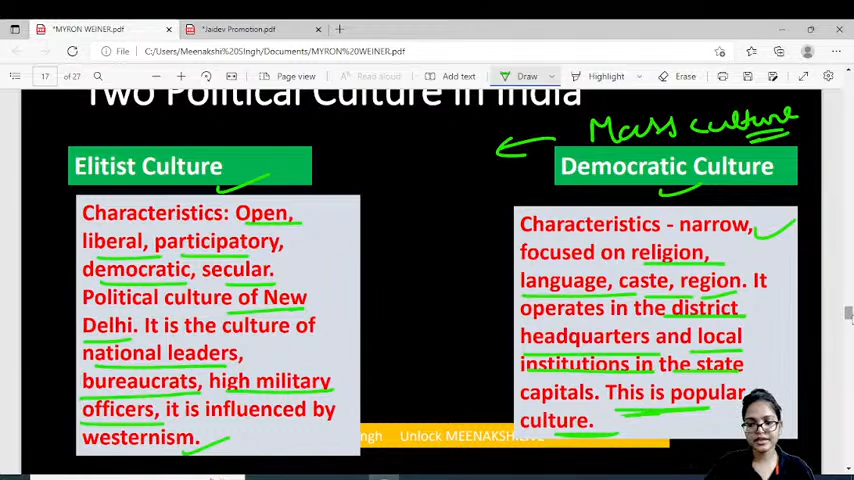 *MYRON WEINER.pdf
*Jaidev Promotion.pdf
File
C:/Users/Meenakshi%20SIngh/Documents/MYRON%20WEINER.pdf
17 of 27
Page view
Read aloud
Add text
Draw
Highlight
Erase
Two Political Culture in India
Mass culture
Elitist Culture
Characteristics: Open,
liberal, participatory,
democratic, secular.
Political culture of New
Delhi. It is the culture of
national leaders,
bureaucrats, high military
officers, it is influenced by
westernism.
Democratic Culture
Characteristics - narrow,
focused on religion,
language, caste, region. It
operates in the district
headquarters and local
institutions in the state
capitals. This is popular
culture.
Unlock